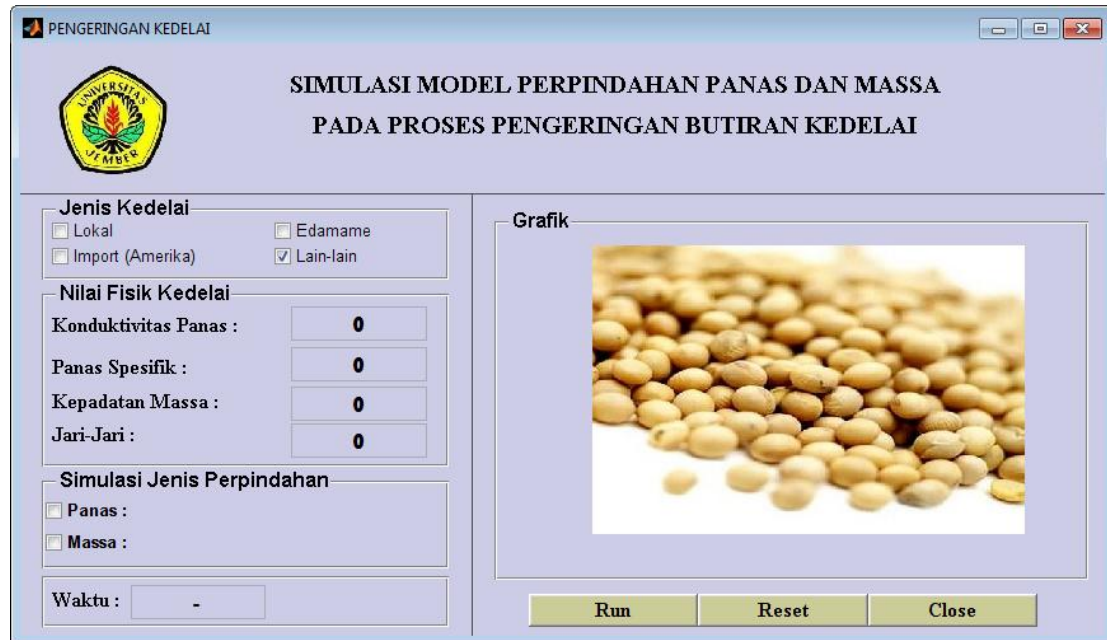 PENGERINGAN KEDELAI
UNIVERSITAS
JEMBER
SIMULASI MODEL PERPINDAHAN PANAS DAN MASSA
PADA PROSES PENGERINGAN BUTIRAN KEDELAI
Jenis Kedelai
Lokal
Edamame
Import (Amerika)
Lain-lain
Nilai Fisik Kedelai
Konduktivitas Panas : 0
Panas Spesifik : 0
Kepadatan Massa : 0
Jari-Jari : 0
Simulasi Jenis Perpindahan
Panas :
Massa :
Waktu : -
Grafik
Run
Reset
Close